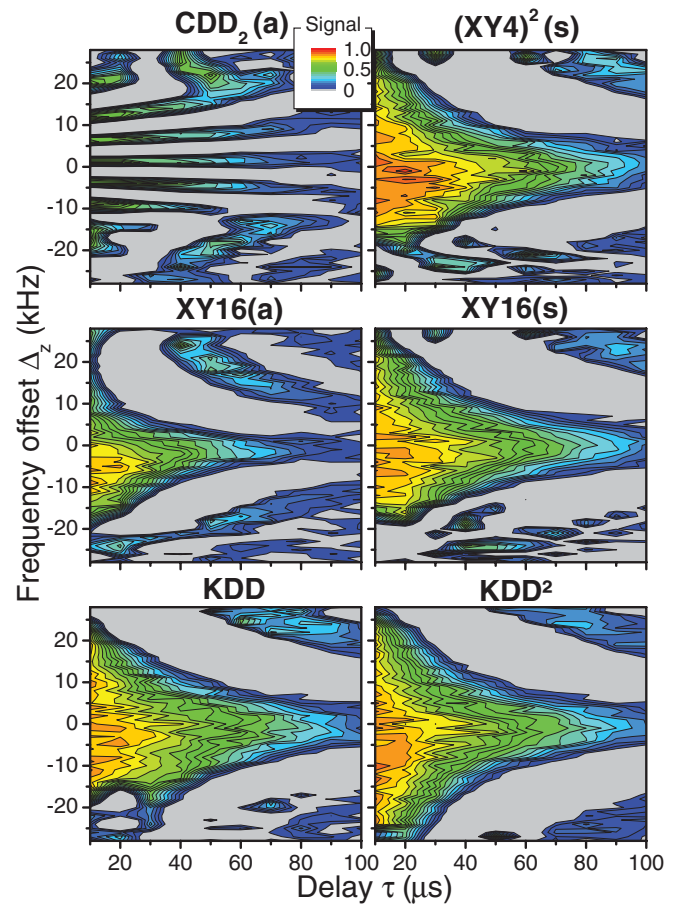 CDD₂ (a)
Signal
1.0
0.5
0
(XY4)² (s)
20
10
0
-10
-20
XY16(a)
XY16(s)
20
10
0
-10
-20
KDD
KDD²
20
10
0
-10
-20
20 40 60 80 100 20 40 60 80 100
Frequency offset Δz (kHz)
Delay τ (μs)